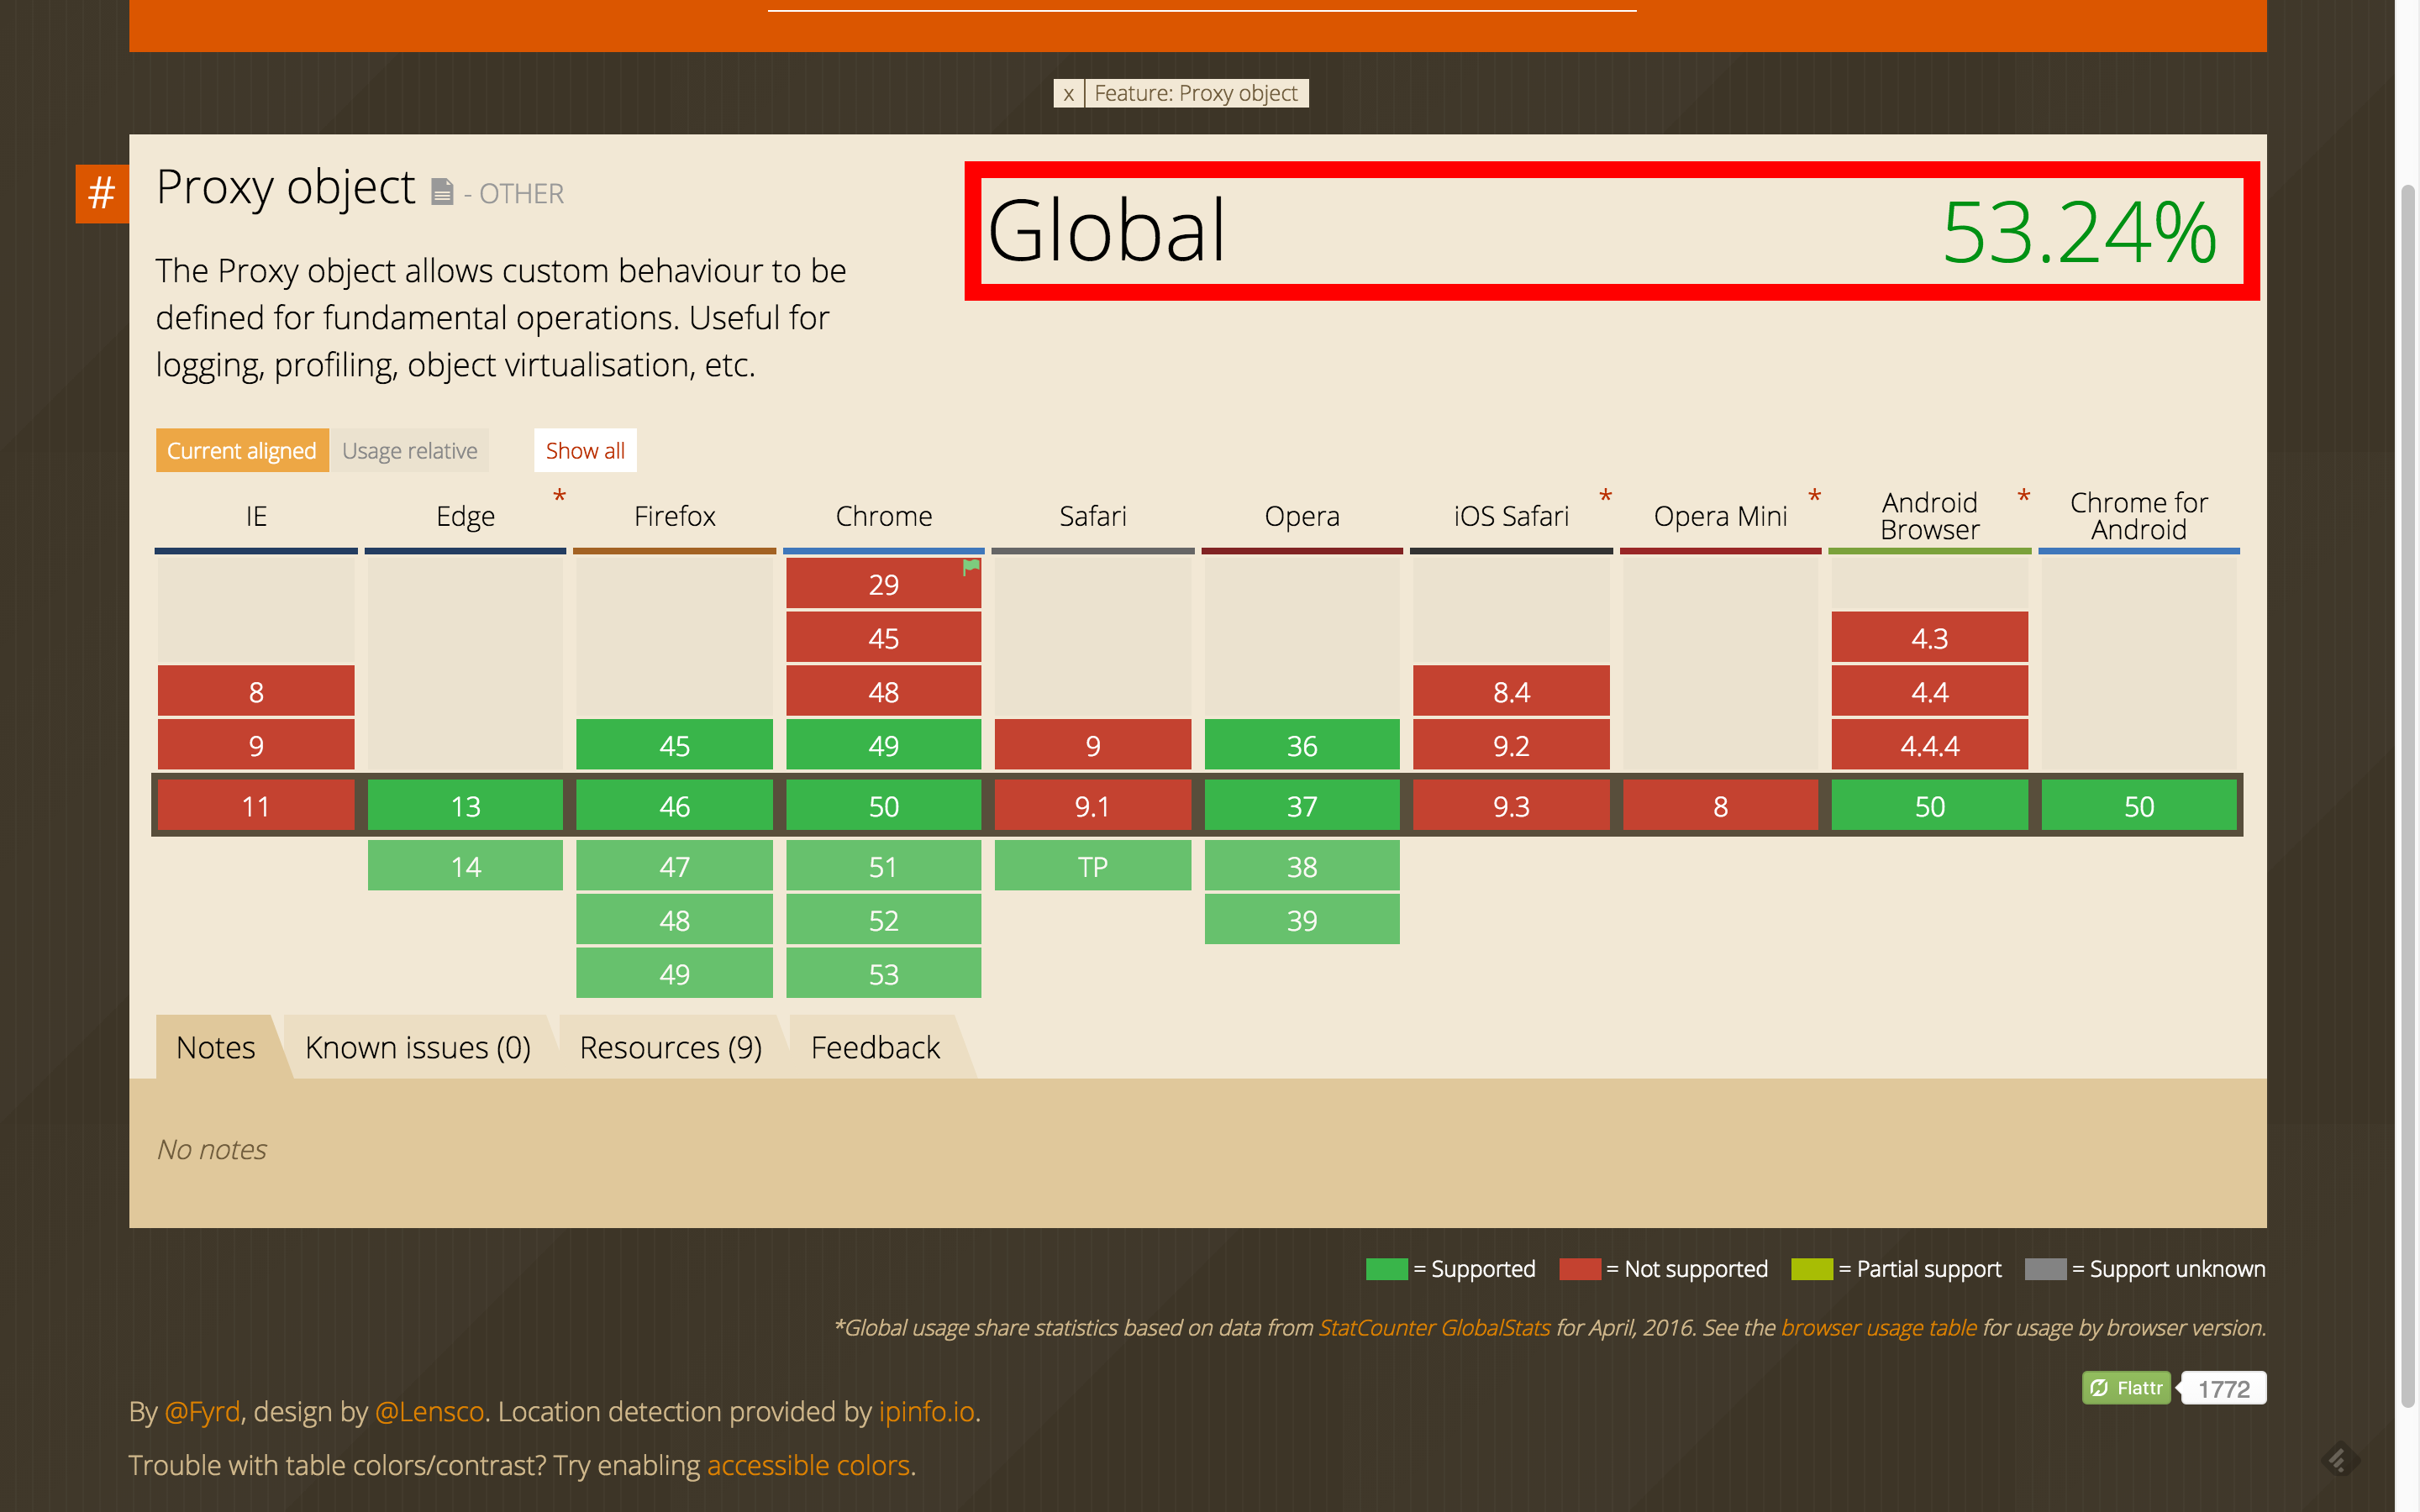 x Feature: Proxy object
# Proxy object - OTHER
Global 53.24%
The Proxy object allows custom behaviour to be
defined for fundamental operations. Useful for
logging, profiling, object virtualisation, etc.
Current aligned Usage relative Show all
IE Edge * Firefox Chrome Safari Opera iOS Safari * Opera Mini * Android Browser * Chrome for Android
29
45 4.3
8 48 8.4 4.4
9 45 49 9 36 9.2 4.4.4
11 13 46 50 9.1 37 9.3 8 50 50
14 47 51 TP 38
48 52 39
49 53
Notes Known issues (0) Resources (9) Feedback
No notes
= Supported = Not supported = Partial support = Support unknown
*Global usage share statistics based on data from StatCounter GlobalStats for April, 2016. See the browser usage table for usage by browser version.
Flattr 1772
By @Fyrd, design by @Lensco. Location detection provided by ipinfo.io.
Trouble with table colors/contrast? Try enabling accessible colors.